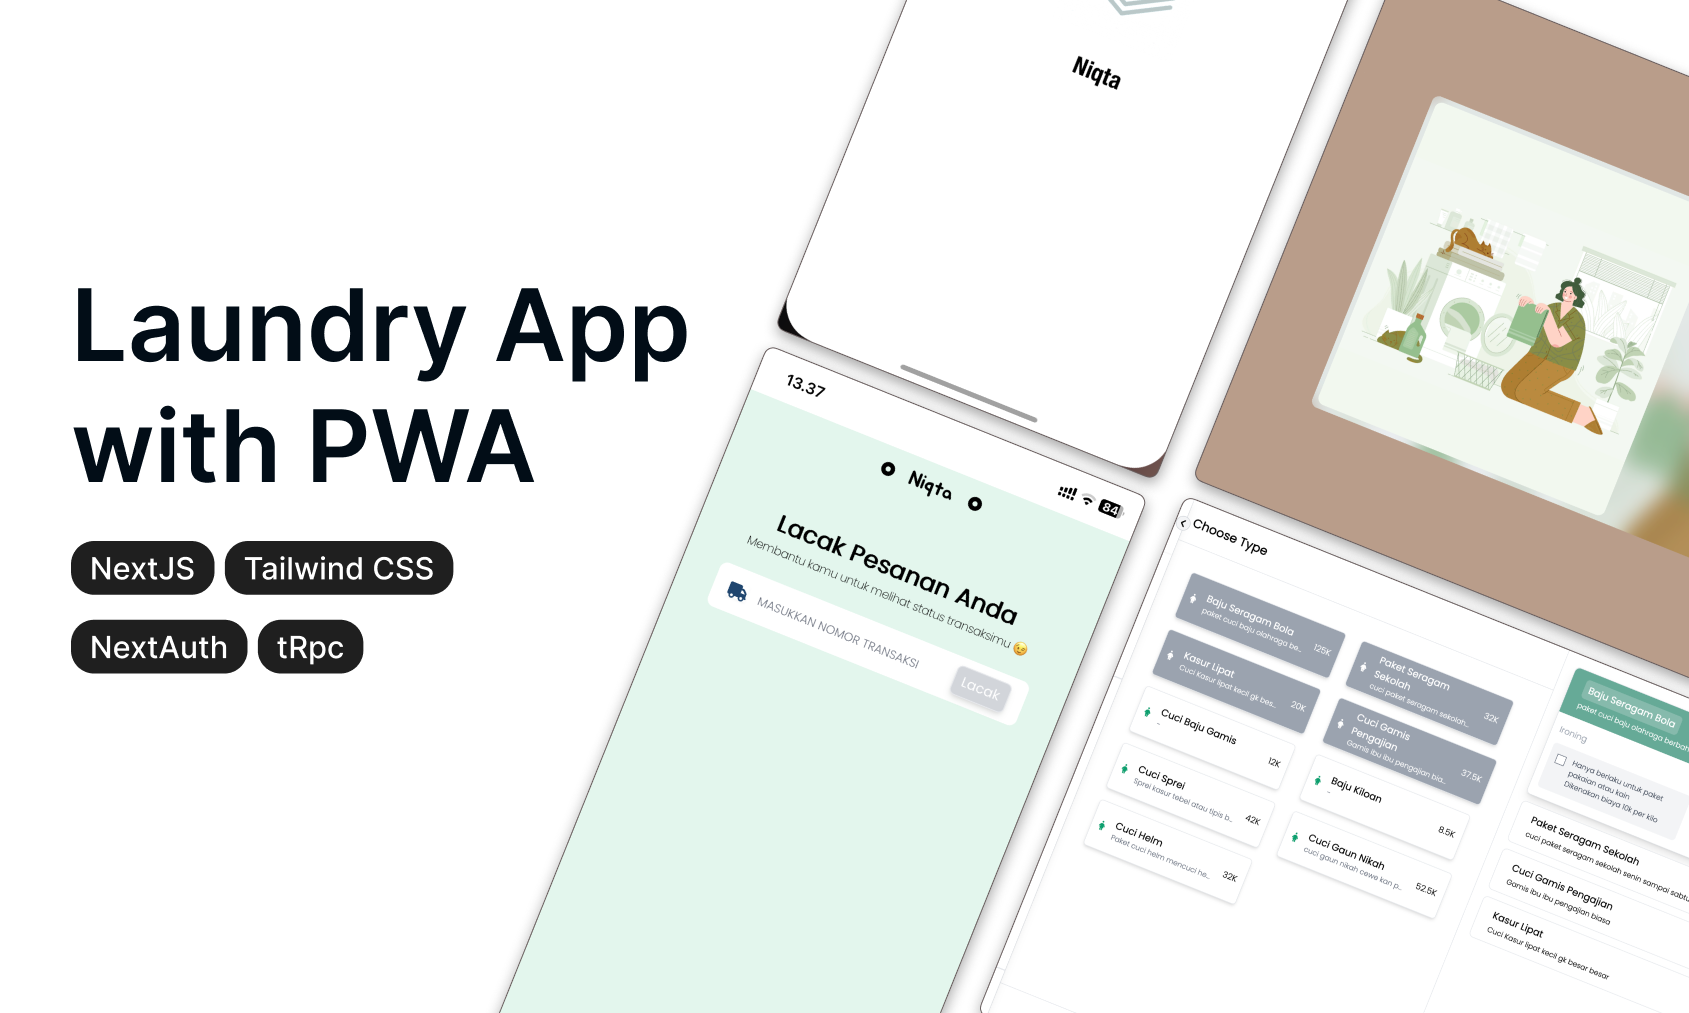 Laundry App
with PWA
NextJS
Tailwind CSS
NextAuth
tRpc
Niqta
13.37
84
Niqta
Lacak Pesanan Anda
Membantu kamu untuk melihat status transaksimu 😉
MASUKKAN NOMOR TRANSAKSI
Lacak
Choose Type
Baju Seragam Bola
paket cuci baju olahraga be...
125K
Paket Seragam
Sekolah
cuci paket seragam sekolah...
32K
Kasur Lipat
Cuci Kasur lipat kecil gk bes...
20K
Cuci Gamis
Pengajian
Gamis ibu ibu pengajian bia...
37.5K
Cuci Baju Gamis
-
12K
Baju Kiloan
-
8.5K
Cuci Sprei
Sprei kasur tebel atau tipis b...
42K
Cuci Gaun Nikah
cuci gaun nikah cewe kan p...
52.5K
Cuci Helm
Paket cuci helm mencuci he...
32K
Baju Seragam Bola
paket cuci baju olahraga
Ironing
Hanya berlaku untuk paket
pakaian atau kain
Dikenakan biaya 10k per kilo
Paket Seragam Sekolah
cuci paket seragam sekolah senin sampai
Cuci Gamis Pengajian
Gamis ibu ibu pengajian biasa
Kasur Lipat
Cuci Kasur lipat kecil gk besar besar